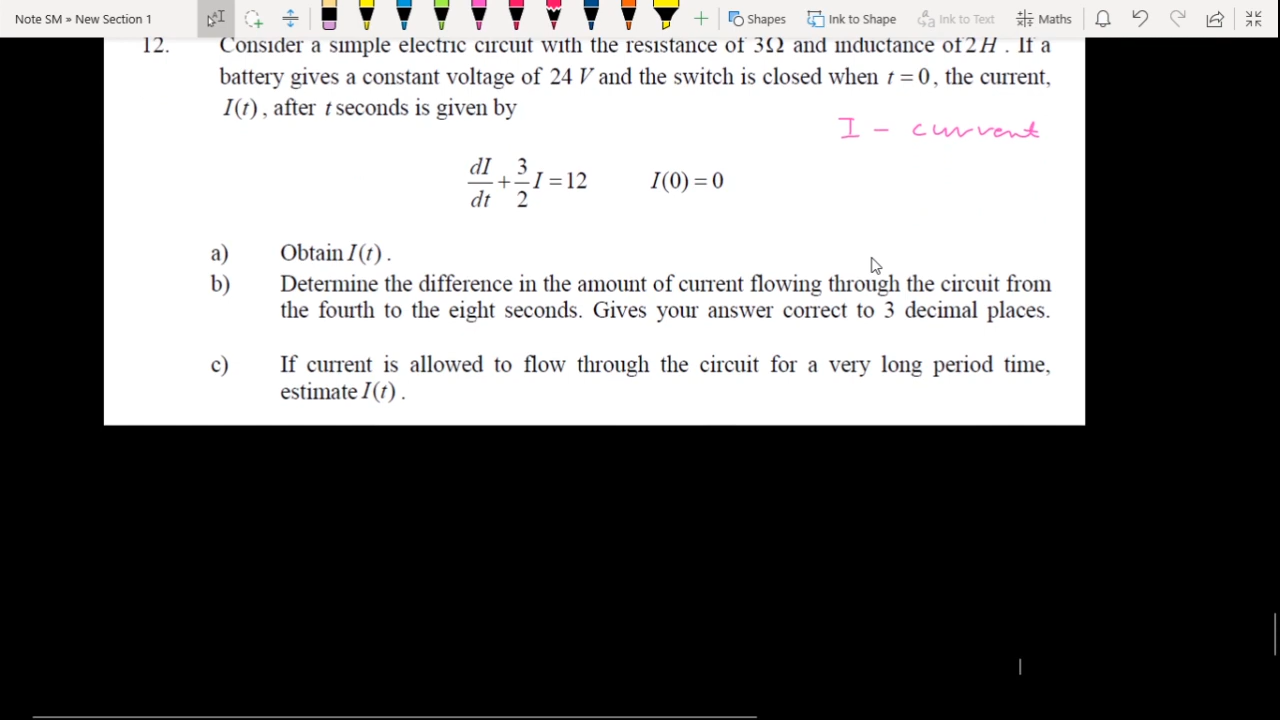 Note SM » New Section 1
Shapes
Ink to Shape
Ink to Text
Maths
12. Consider a simple electric circuit with the resistance of 3Ω and inductance of 2 H . If a
battery gives a constant voltage of 24 V and the switch is closed when t = 0 , the current,
I(t) , after t seconds is given by
I – current
dI/dt + 3/2 I = 12 I(0) = 0
a) Obtain I(t) .
b) Determine the difference in the amount of current flowing through the circuit from
the fourth to the eight seconds. Gives your answer correct to 3 decimal places.
c) If current is allowed to flow through the circuit for a very long period time,
estimate I(t) .